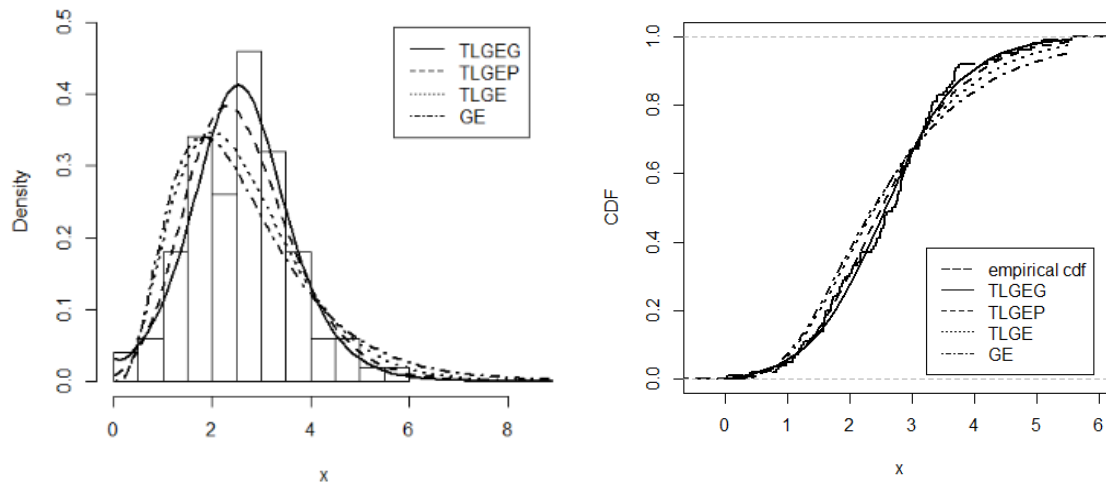 TLGEG
TLGEP
TLGE
GE
Density
0.0 0.1 0.2 0.3 0.4 0.5
0 2 4 6 8
x
CDF
0.0 0.2 0.4 0.6 0.8 1.0
empirical cdf
TLGEG
TLGEP
TLGE
GE
0 1 2 3 4 5 6
x